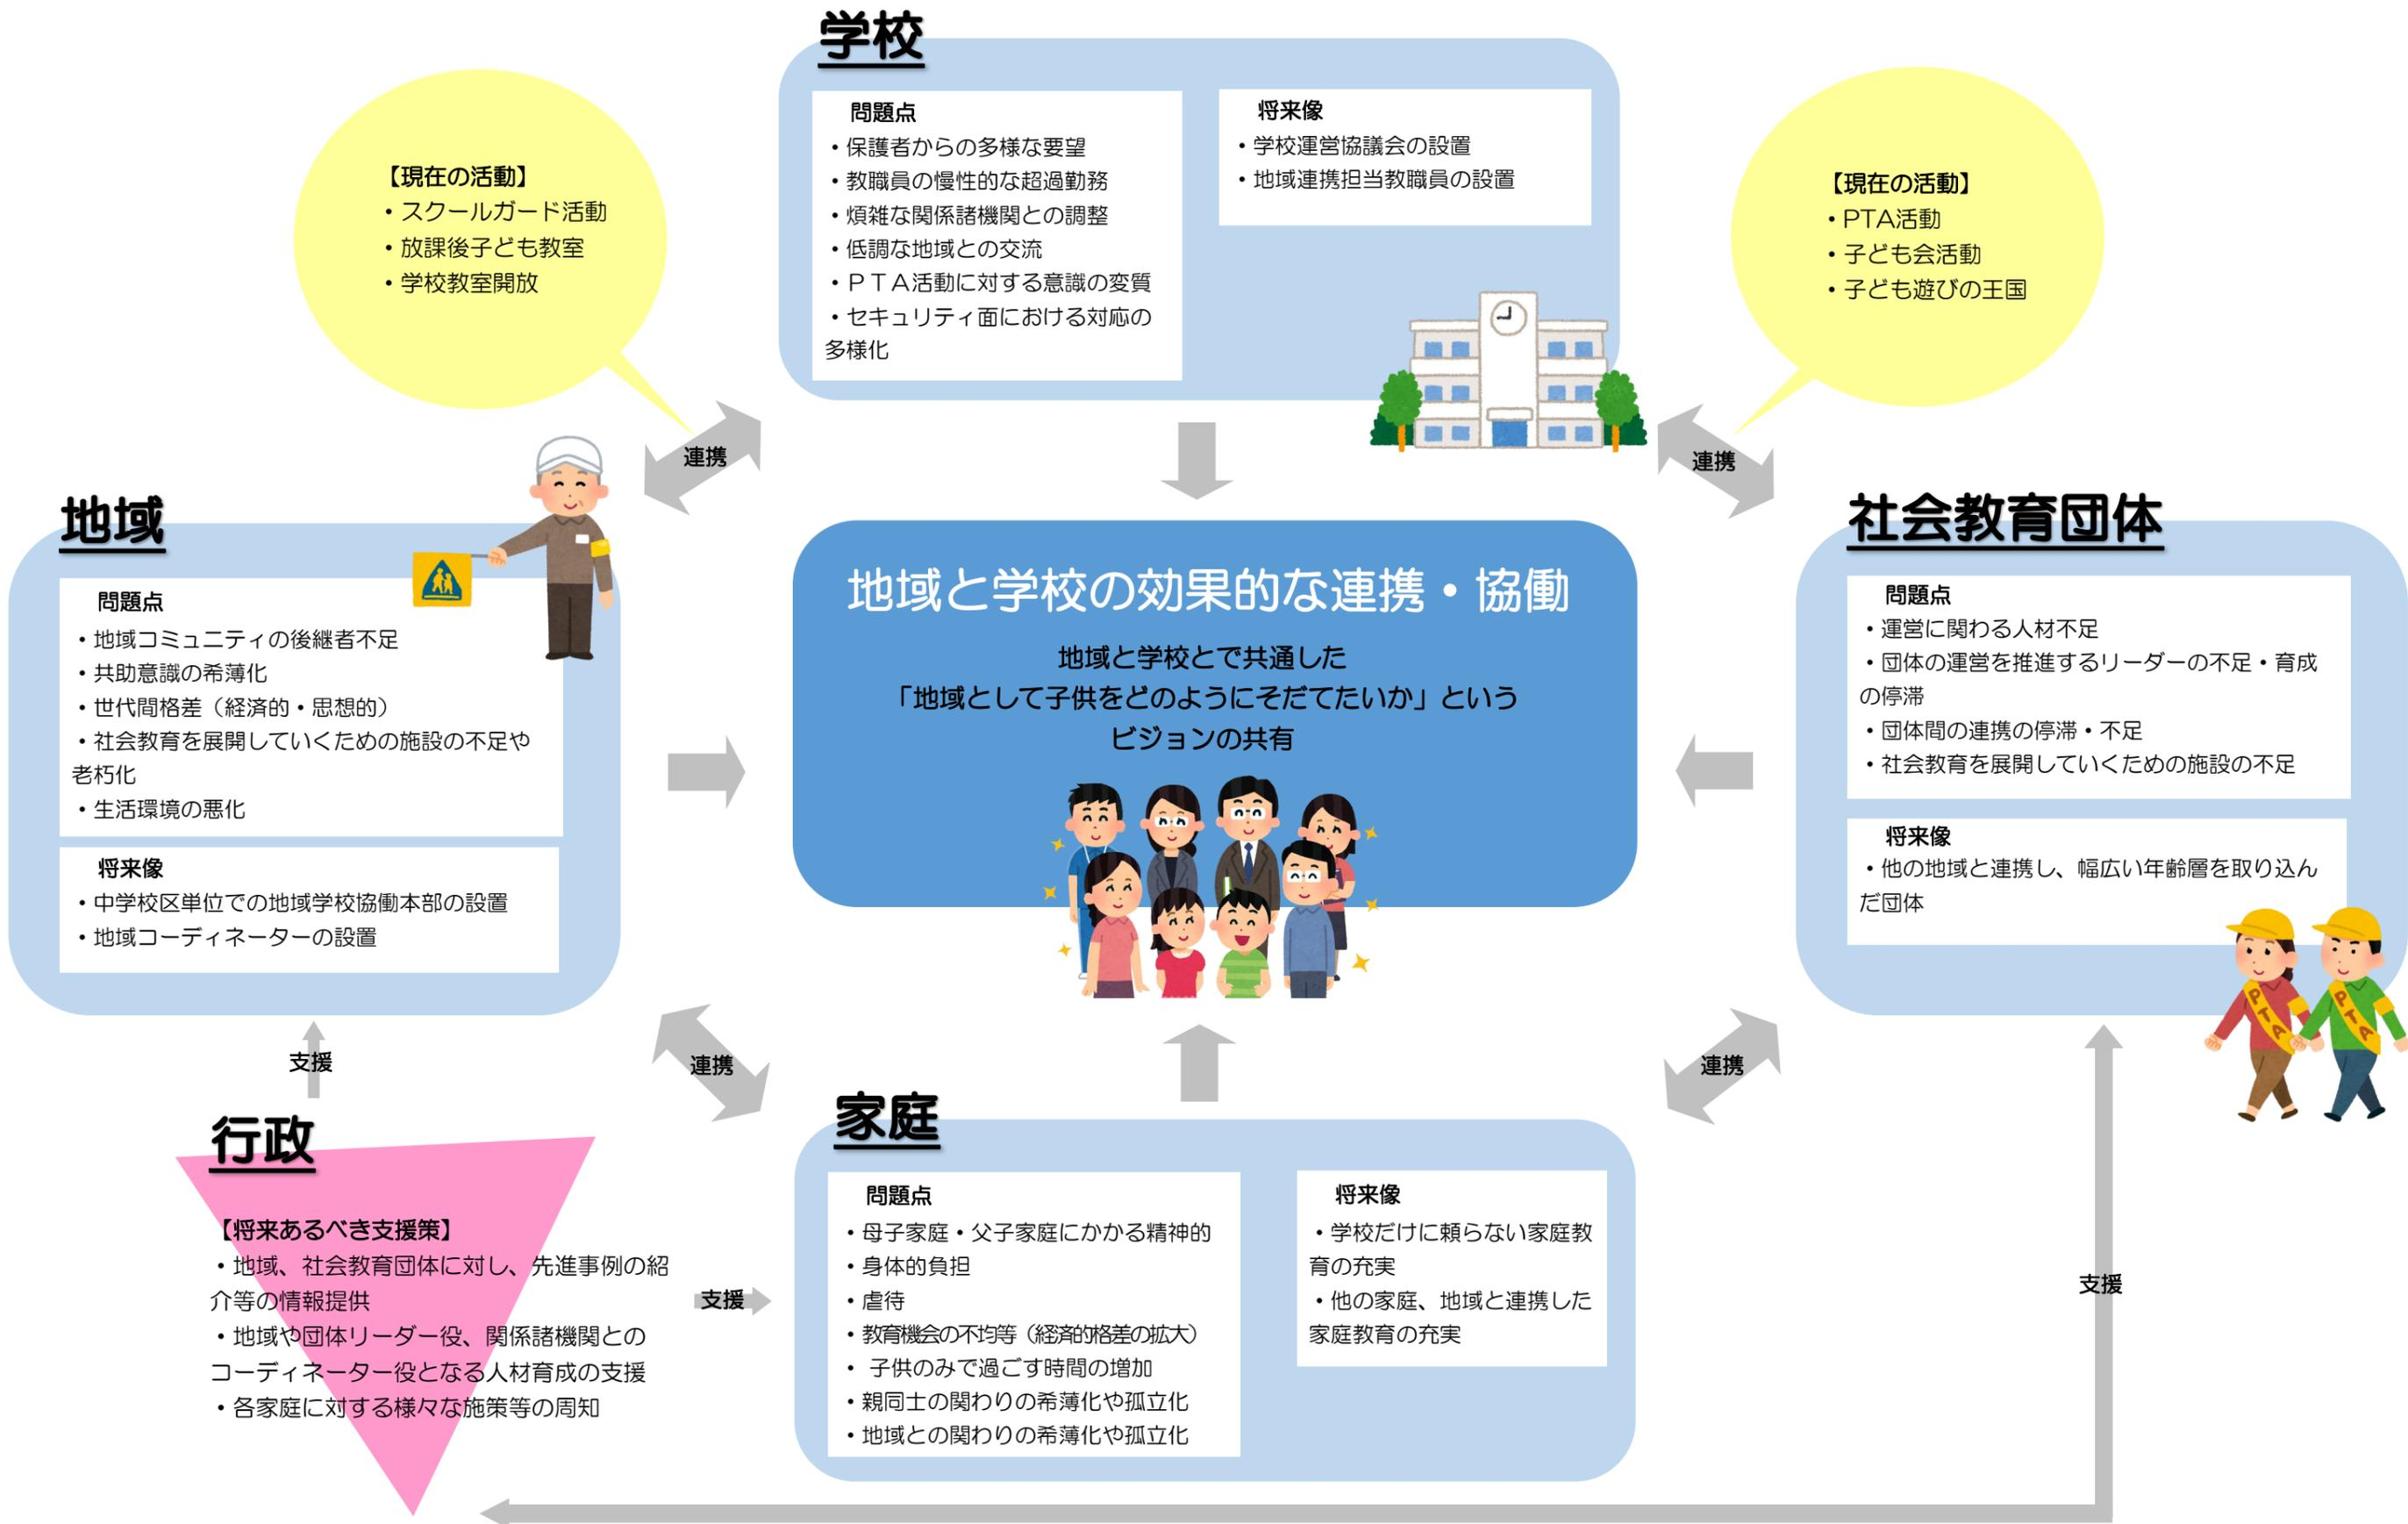 学校
問題点
・保護者からの多様な要望
・教職員の慢性的な超過勤務
・煩雑な関係諸機関との調整
・低調な地域との交流
・ＰＴＡ活動に対する意識の変質
・セキュリティ面における対応の
多様化
将来像
・学校運営協議会の設置
・地域連携担当教職員の設置
【現在の活動】
・スクールガード活動
・放課後子ども教室
・学校教室開放
連携
【現在の活動】
・PTA活動
・子ども会活動
・子ども遊びの王国
連携
地域
問題点
・地域コミュニティの後継者不足
・共助意識の希薄化
・世代間格差（経済的・思想的）
・社会教育を展開していくための施設の不足や
老朽化
・生活環境の悪化
将来像
・中学校区単位での地域学校協働本部の設置
・地域コーディネーターの設置
地域と学校の効果的な連携・協働
地域と学校とで共通した
「地域として子供をどのようにそだてたいか」という
ビジョンの共有
社会教育団体
問題点
・運営に関わる人材不足
・団体の運営を推進するリーダーの不足・育成
の停滞
・団体間の連携の停滞・不足
・社会教育を展開していくための施設の不足
将来像
・他の地域と連携し、幅広い年齢層を取り込ん
だ団体
PTA
PTA
支援
連携
連携
行政
【将来あるべき支援策】
・地域、社会教育団体に対し、先進事例の紹
介等の情報提供
・地域や団体リーダー役、関係諸機関との
コーディネーター役となる人材育成の支援
・各家庭に対する様々な施策等の周知
支援
家庭
問題点
・母子家庭・父子家庭にかかる精神的
・身体的負担
・虐待
・教育機会の不均等（経済的格差の拡大）
・ 子供のみで過ごす時間の増加
・親同士の関わりの希薄化や孤立化
・地域との関わりの希薄化や孤立化
将来像
・学校だけに頼らない家庭教
育の充実
・他の家庭、地域と連携した
家庭教育の充実
支援